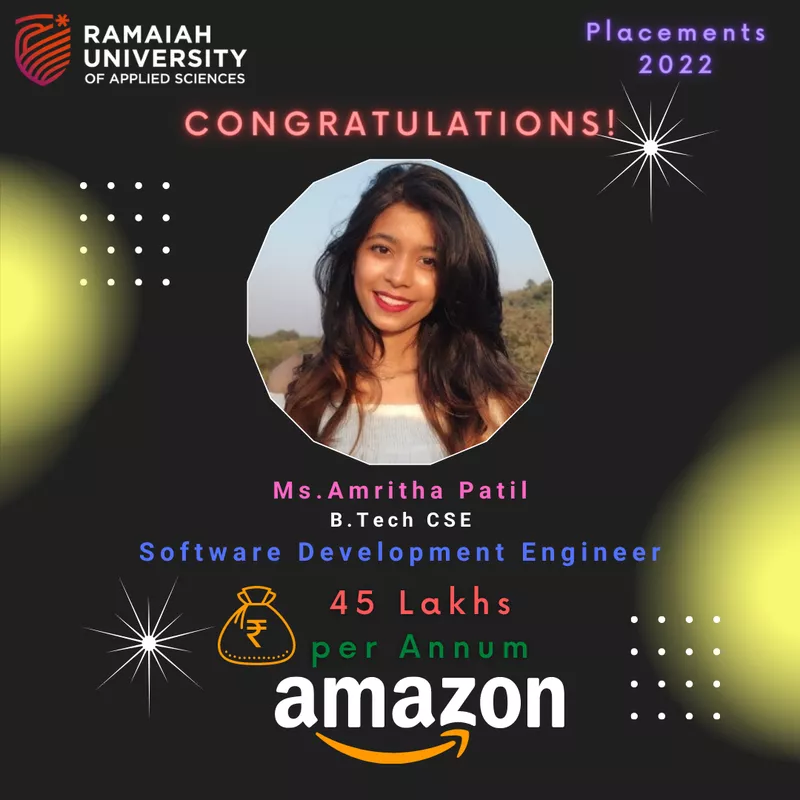 RAMAIAH
UNIVERSITY
OF APPLIED SCIENCES
Placements
2022
CONGRATULATIONS!
Ms.Amritha Patil
B.Tech CSE
Software Development Engineer
₹
45 Lakhs
per Annum
amazon